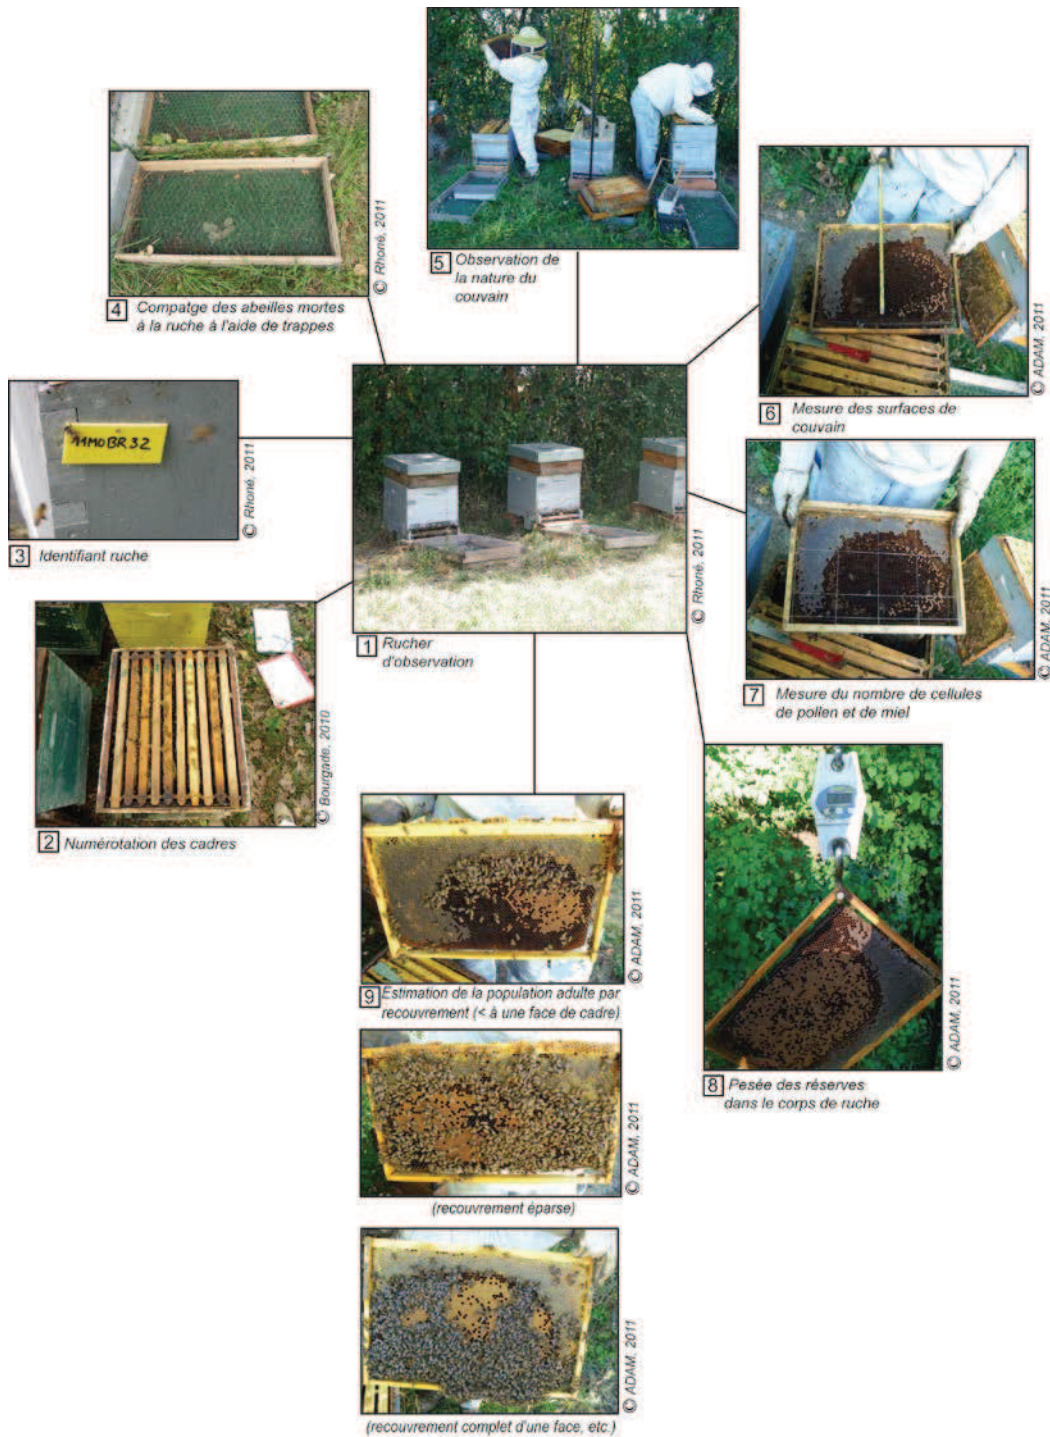 © Rhoné, 2011
4 Compatge des abeilles mortes
à la ruche à l'aide de trappes
5 Observation de
la nature du
couvain
© ADAM, 2011
6 Mesure des surfaces de
couvain
11MOBR32
© Rhoné, 2011
3 Identifiant ruche
© Rhoné, 2011
1 Rucher
d'observation
© ADAM, 2011
7 Mesure du nombre de cellules
de pollen et de miel
© Bourgade, 2010
2 Numérotation des cadres
© ADAM, 2011
9 Estimation de la population adulte par
recouvrement (< à une face de cadre)
© ADAM, 2011
8 Pesée des réserves
dans le corps de ruche
© ADAM, 2011
(recouvrement éparse)
© ADAM, 2011
(recouvrement complet d'une face, etc.)